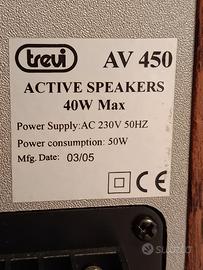 trevi AV 450
ACTIVE SPEAKERS
40W Max
Power Supply:AC 230V 50HZ
Power consumption: 50W
Mfg. Date: 03/05
CE
subito